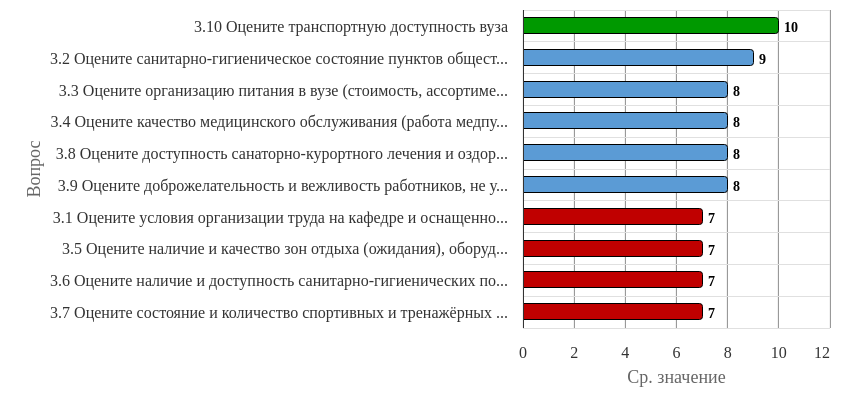 3.10 Оцените транспортную доступность вуза 10
3.2 Оцените санитарно-гигиеническое состояние пунктов общест... 9
3.3 Оцените организацию питания в вузе (стоимость, ассортиме... 8
3.4 Оцените качество медицинского обслуживания (работа медпу... 8
3.8 Оцените доступность санаторно-курортного лечения и оздор... 8
3.9 Оцените доброжелательность и вежливость работников, не у... 8
3.1 Оцените условия организации труда на кафедре и оснащенно... 7
3.5 Оцените наличие и качество зон отдыха (ожидания), оборуд... 7
3.6 Оцените наличие и доступность санитарно-гигиенических по... 7
3.7 Оцените состояние и количество спортивных и тренажёрных ... 7
Вопрос
0 2 4 6 8 10 12
Ср. значение